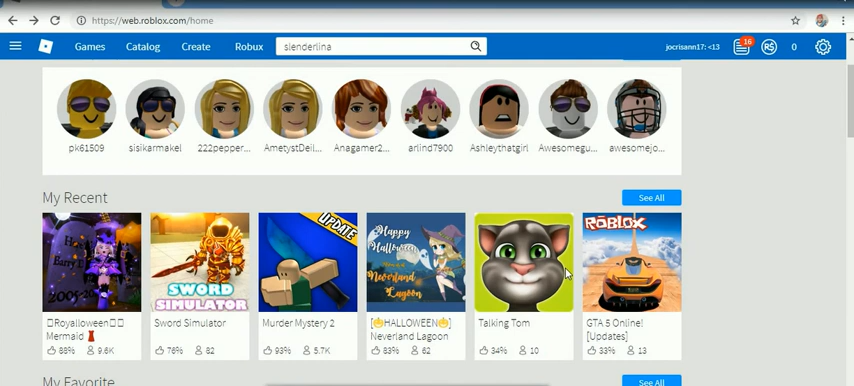 https://web.roblox.com/home
Games Catalog Create Robux slenderlina jocrisann17: <13 16 R$ 0
pk61509 sisikarmakel 222pepper... AmetystDeil... Anagamer2... arlind7900 Ashleythatgirl Awesomegu... awesomejo...
My Recent See All
2005-20
SWORD
SIMULATOR
UPDATE
Happy
Halloween
Neverland
Lagoon
ROBLOX
Royalloween Mermaid
Sword Simulator
Murder Mystery 2
[HALLOWEEN] Neverland Lagoon
Talking Tom
GTA 5 Online! [Updates]
88% 9.6K 76% 82 93% 5.7K 83% 62 34% 10 33% 13
My Favorite See All